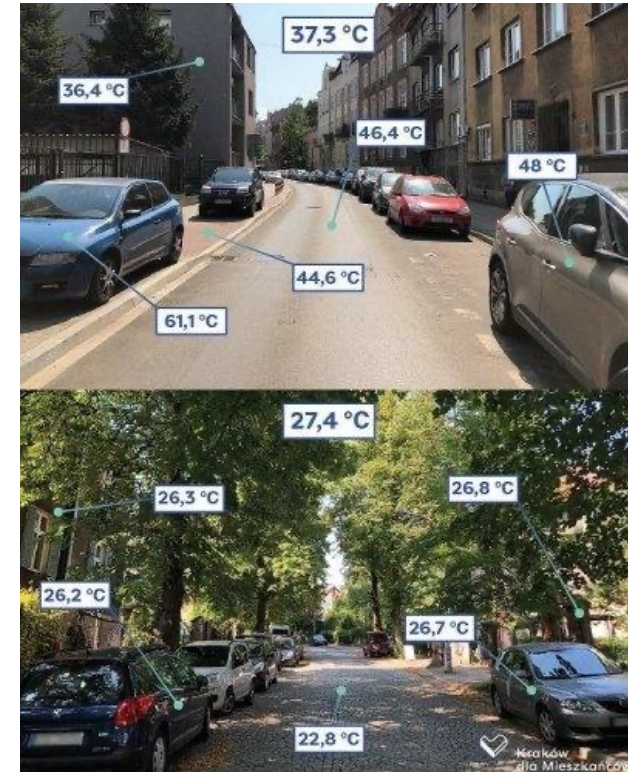 37,3 °C
36,4 °C
46,4 °C
48 °C
44,6 °C
61,1 °C
27,4 °C
26,3 °C
26,8 °C
26,2 °C
26,7 °C
22,8 °C
Kraków
dla Mieszkańców